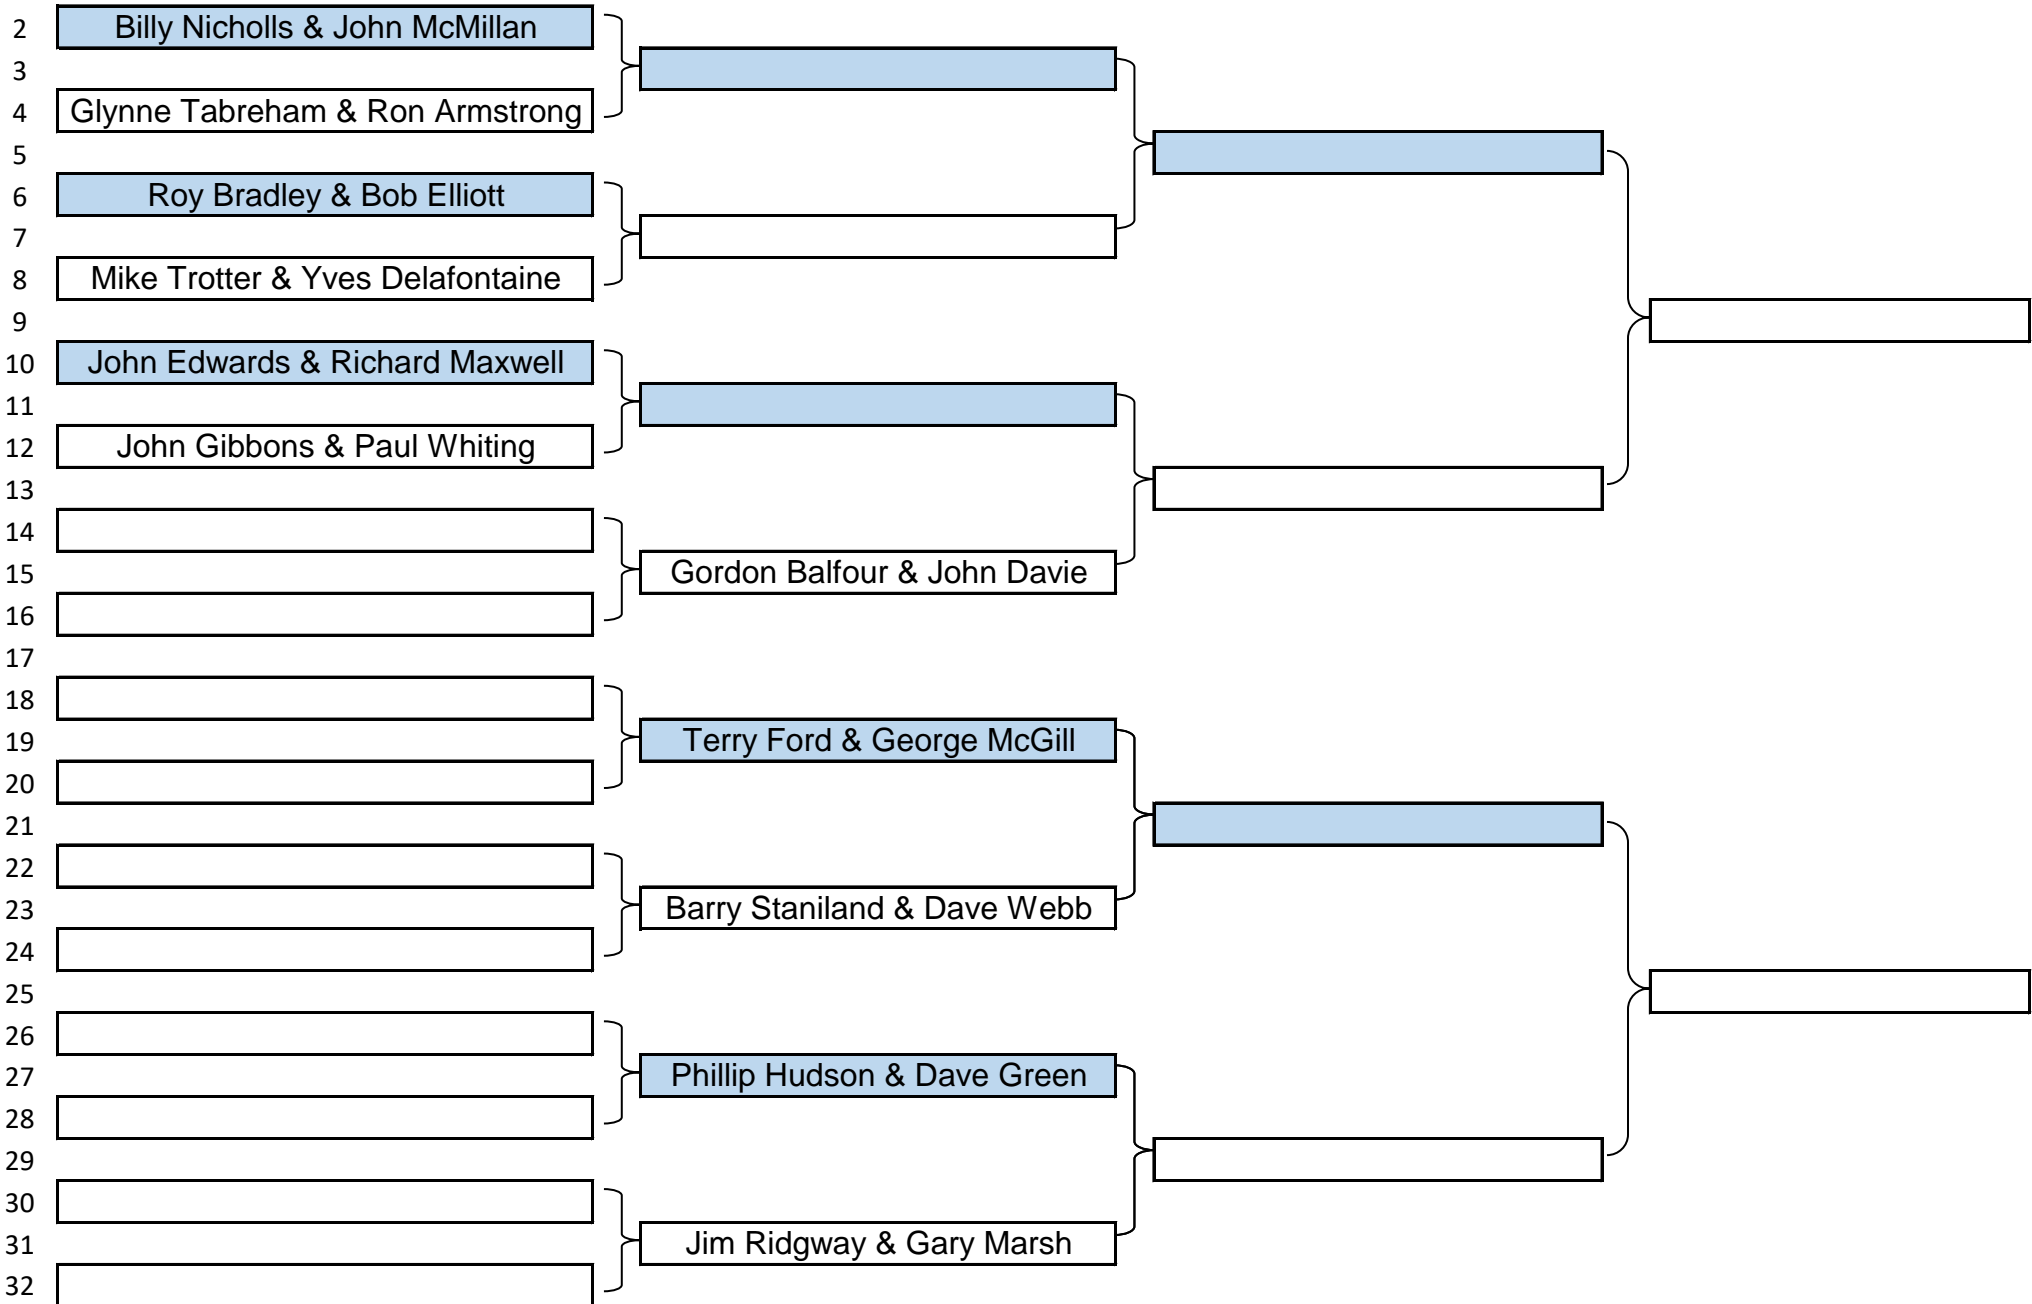 2 Billy Nicholls & John McMillan
3
4 Glynne Tabreham & Ron Armstrong
5
6 Roy Bradley & Bob Elliott
7
8 Mike Trotter & Yves Delafontaine
9
10 John Edwards & Richard Maxwell
11
12 John Gibbons & Paul Whiting
13
14
15 Gordon Balfour & John Davie
16
17
18
19 Terry Ford & George McGill
20
21
22
23 Barry Staniland & Dave Webb
24
25
26
27 Phillip Hudson & Dave Green
28
29
30
31 Jim Ridgway & Gary Marsh
32